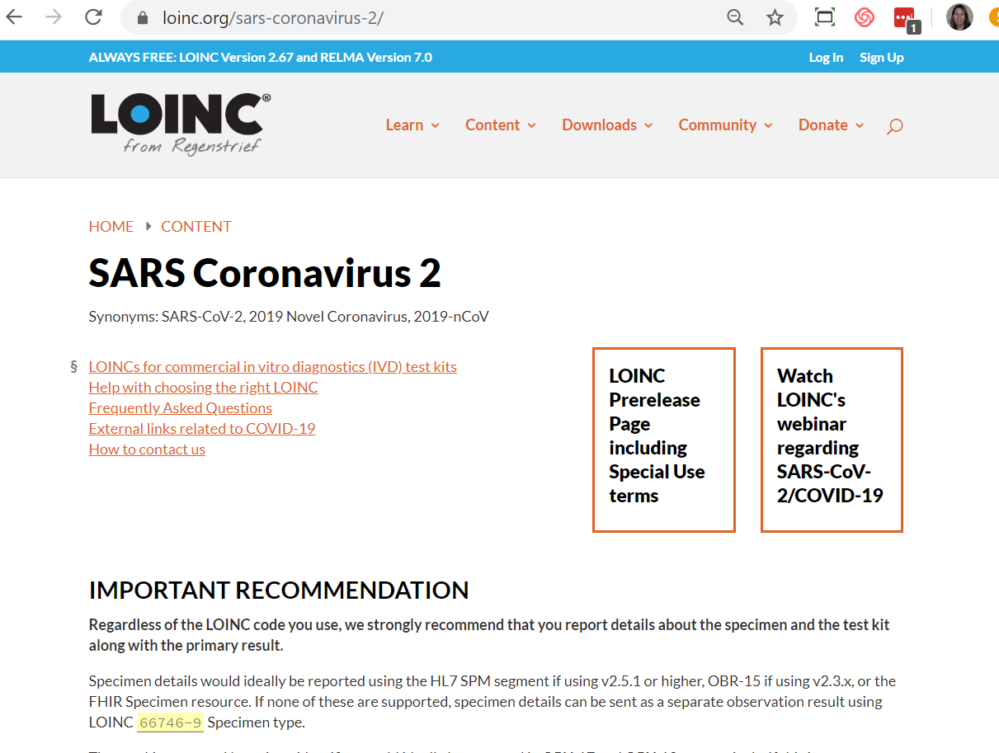 loinc.org/sars-coronavirus-2/
1
ALWAYS FREE: LOINC Version 2.67 and RELMA Version 7.0
Log In Sign Up
LOINC®
from Regenstrief
Learn Content Downloads Community Donate
HOME CONTENT
SARS Coronavirus 2
Synonyms: SARS-CoV-2, 2019 Novel Coronavirus, 2019-nCoV
§ LOINCs for commercial in vitro diagnostics (IVD) test kits
Help with choosing the right LOINC
Frequently Asked Questions
External links related to COVID-19
How to contact us
LOINC
Prerelease
Page
including
Special Use
terms
Watch
LOINC's
webinar
regarding
SARS-CoV-
2/COVID-19
IMPORTANT RECOMMENDATION
Regardless of the LOINC code you use, we strongly recommend that you report details about the specimen and the test kit
along with the primary result.
Specimen details would ideally be reported using the HL7 SPM segment if using v2.5.1 or higher, OBR-15 if using v2.3.x, or the
FHIR Specimen resource. If none of these are supported, specimen details can be sent as a separate observation result using
LOINC 66746-9 Specimen type.